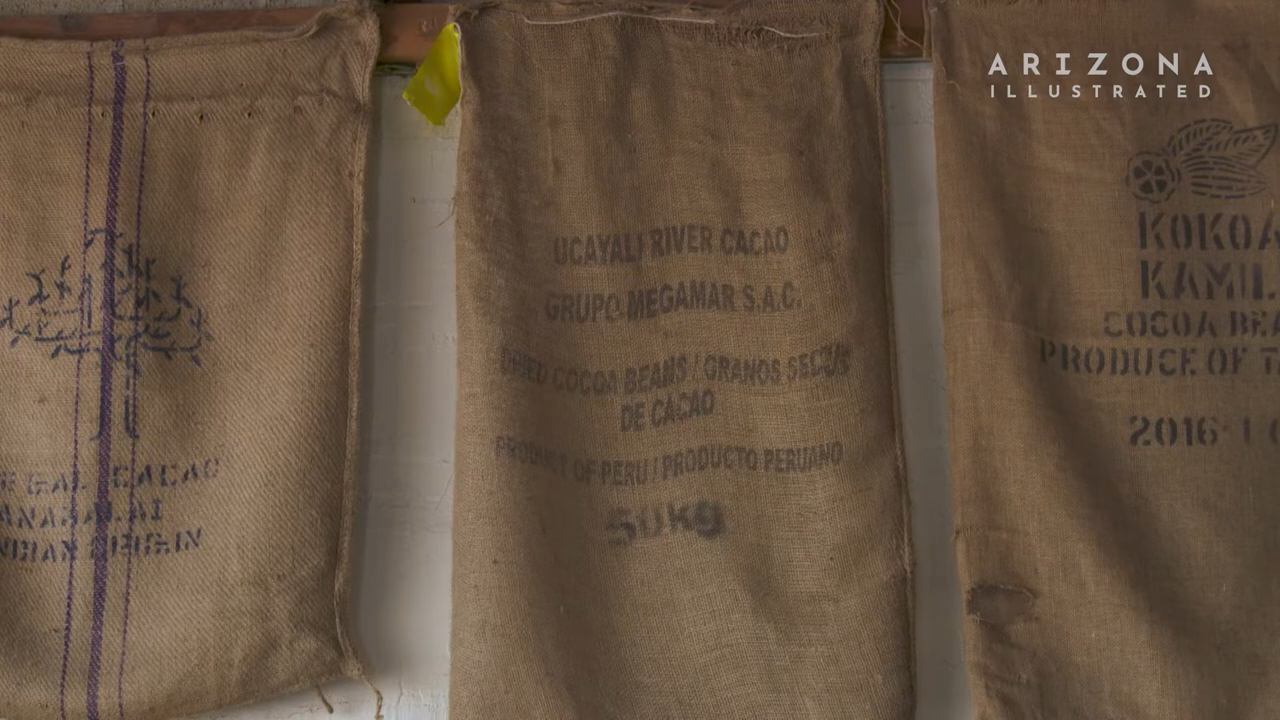 ARIZONA
ILLUSTRATED
CACAO
UCAYALI RIVER CACAO
GRUPO MEGAMAR S.A.C.
DRIED COCOA BEANS / GRANOS SECOS
DE CACAO
PRODUCT OF PERU / PRODUCTO PERUANO
50KG
KOKOA
KAMIL
COCOA BEA
PRODUCE OF T
2016